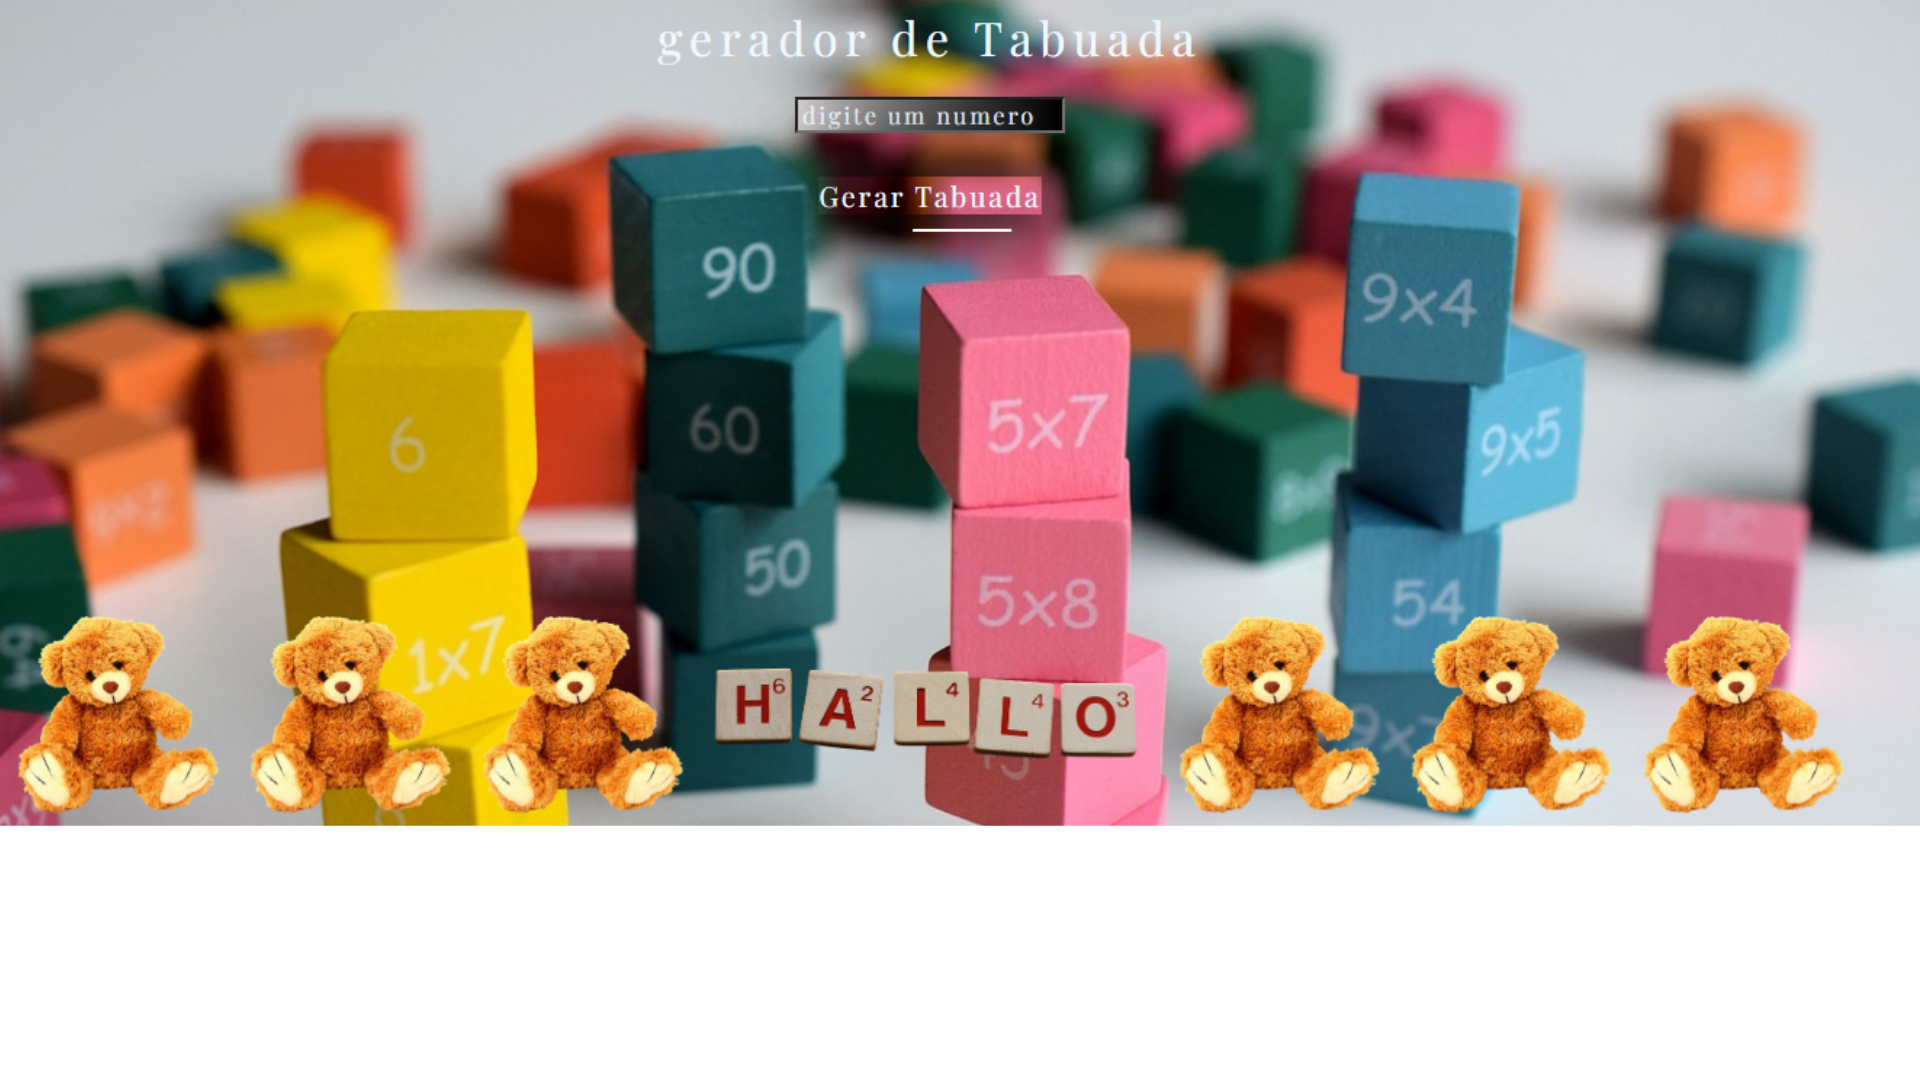 gerador de Tabuada
digite um numero
Gerar Tabuada
90
9x4
60
5x7
9x5
6
50
5x8
54
1x7
H6 A2 L4 L4 O3
9x7